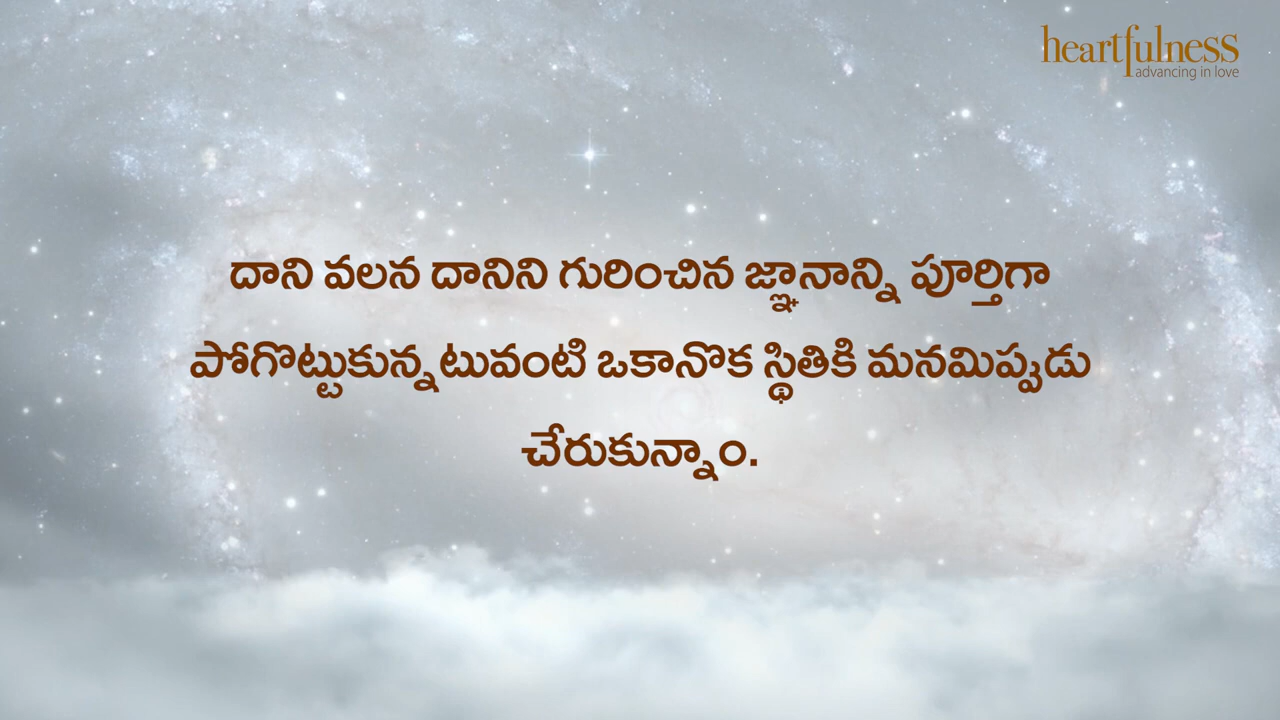 heartfulness
advancing in love
దాని వలన దానిని గురించిన జ్ఞానాన్ని పూర్తిగా
పోగొట్టుకున్నటువంటి ఒకానొక స్థితికి మనమిప్పుడు
చేరుకున్నాం.